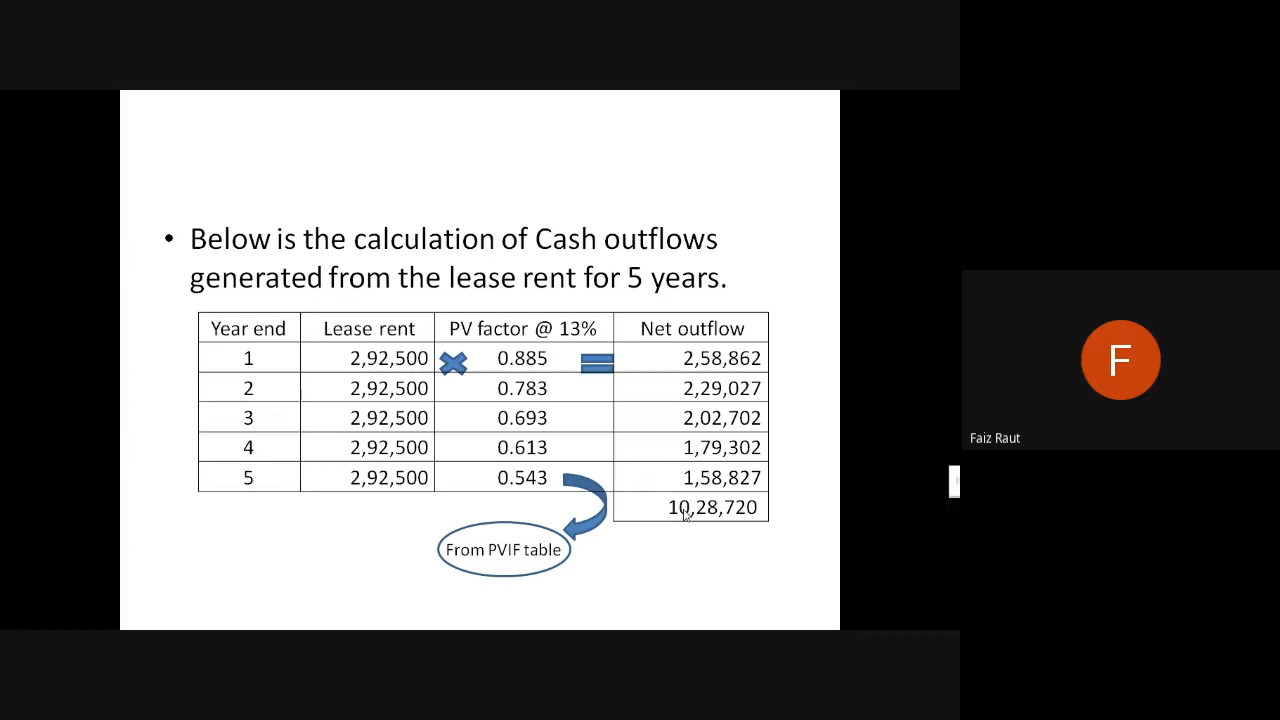 • Below is the calculation of Cash outflows
generated from the lease rent for 5 years.
Year end Lease rent PV factor @ 13% Net outflow
1 2,92,500 0.885 2,58,862
2 2,92,500 0.783 2,29,027
3 2,92,500 0.693 2,02,702
4 2,92,500 0.613 1,79,302
5 2,92,500 0.543 1,58,827
10,28,720
From PVIF table
F
Faiz Raut